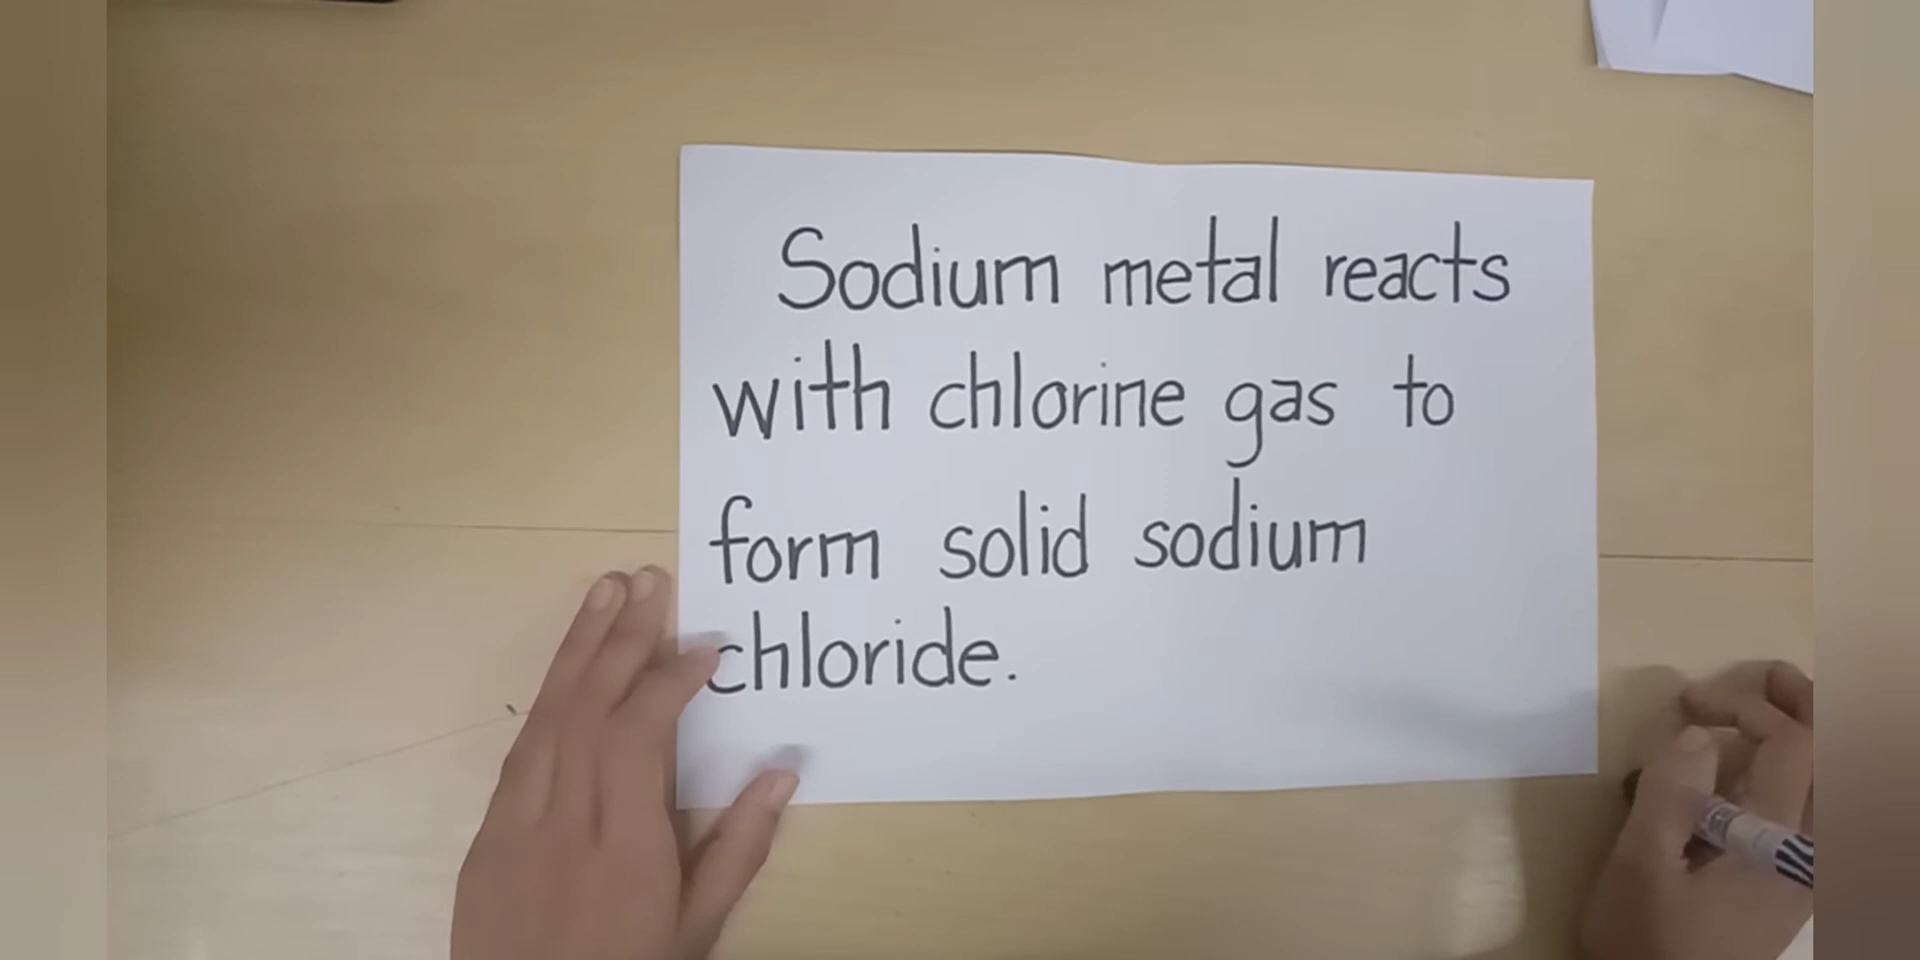 Sodium metal reacts
with chlorine gas to
form solid sodium
chloride.